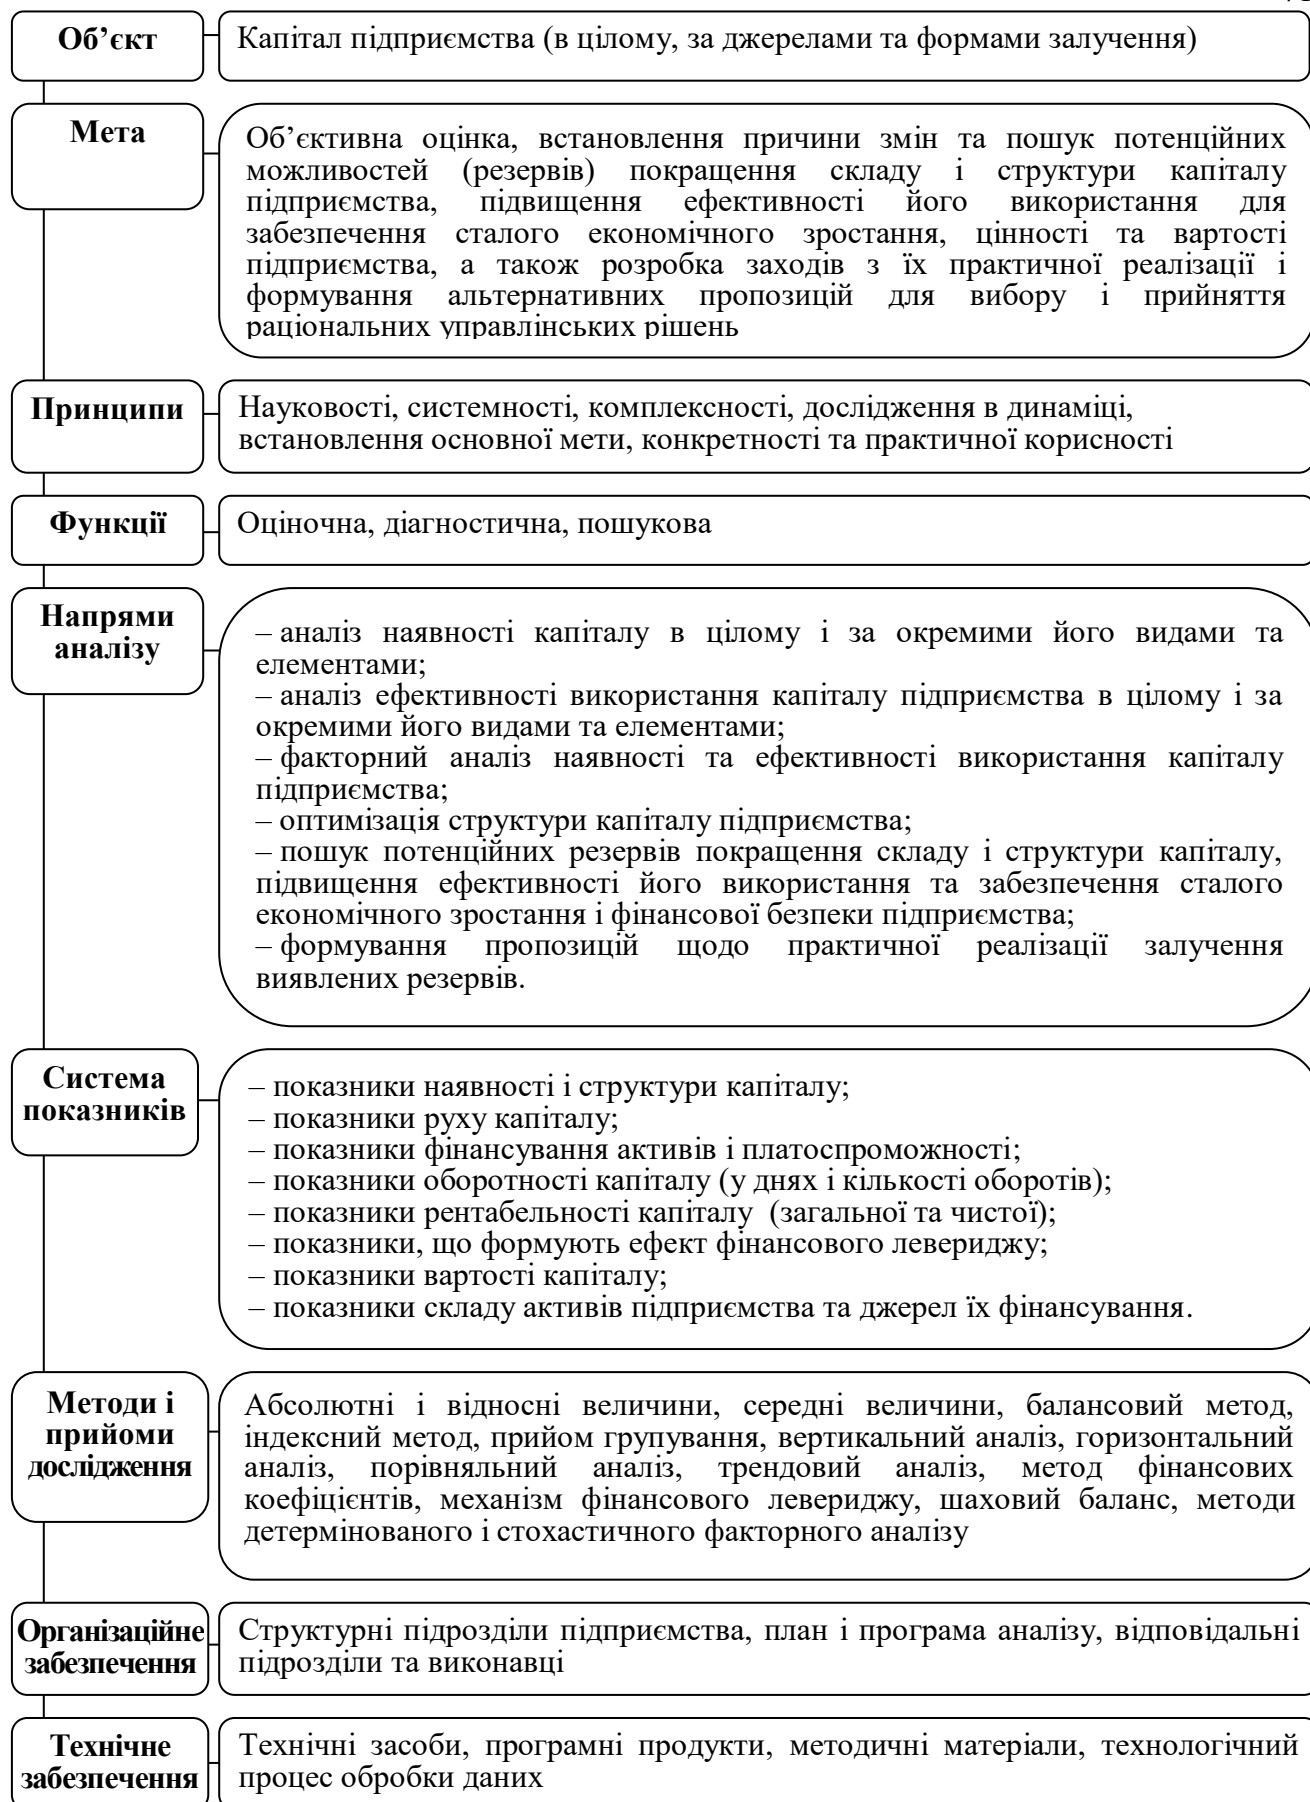 Об’єкт
Капітал підприємства (в цілому, за джерелами та формами залучення)
Мета
Об’єктивна оцінка, встановлення причини змін та пошук потенційних
можливостей (резервів) покращення складу і структури капіталу
підприємства, підвищення ефективності його використання для
забезпечення сталого економічного зростання, цінності та вартості
підприємства, а також розробка заходів з їх практичної реалізації і
формування альтернативних пропозицій для вибору і прийняття
раціональних управлінських рішень
Принципи
Науковості, системності, комплексності, дослідження в динаміці,
встановлення основної мети, конкретності та практичної корисності
Функції
Оціночна, діагностична, пошукова
Напрями
аналізу
– аналіз наявності капіталу в цілому і за окремими його видами та
елементами;
– аналіз ефективності використання капіталу підприємства в цілому і за
окремими його видами та елементами;
– факторний аналіз наявності та ефективності використання капіталу
підприємства;
– оптимізація структури капіталу підприємства;
– пошук потенційних резервів покращення складу і структури капіталу,
підвищення ефективності його використання та забезпечення сталого
економічного зростання і фінансової безпеки підприємства;
– формування пропозицій щодо практичної реалізації залучення
виявлених резервів.
Система
показників
– показники наявності і структури капіталу;
– показники руху капіталу;
– показники фінансування активів і платоспроможності;
– показники оборотності капіталу (у днях і кількості оборотів);
– показники рентабельності капіталу (загальної та чистої);
– показники, що формують ефект фінансового левериджу;
– показники вартості капіталу;
– показники складу активів підприємства та джерел їх фінансування.
Методи і
прийоми
дослідження
Абсолютні і відносні величини, середні величини, балансовий метод,
індексний метод, прийом групування, вертикальний аналіз, горизонтальний
аналіз, порівняльний аналіз, трендовий аналіз, метод фінансових
коефіцієнтів, механізм фінансового левериджу, шаховий баланс, методи
детермінованого і стохастичного факторного аналізу
Організаційне
забезпечення
Структурні підрозділи підприємства, план і програма аналізу, відповідальні
підрозділи та виконавці
Технічне
забезпечення
Технічні засоби, програмні продукти, методичні матеріали, технологічний
процес обробки даних